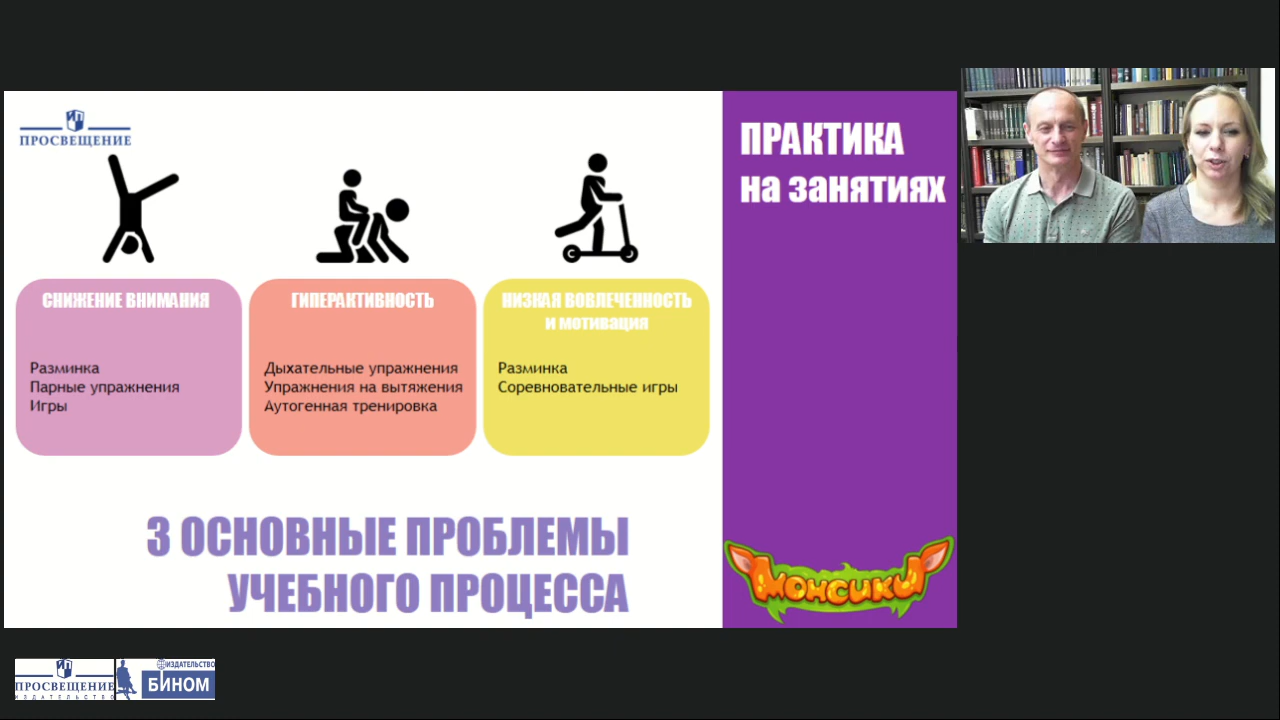 ПРОСВЕЩЕНИЕ
СНИЖЕНИЕ ВНИМАНИЯ
Разминка
Парные упражнения
Игры
ГИПЕРАКТИВНОСТЬ
Дыхательные упражнения
Упражнения на вытяжения
Аутогенная тренировка
НИЗКАЯ ВОВЛЕЧЕННОСТЬ
и мотивация
Разминка
Соревновательные игры
3 ОСНОВНЫЕ ПРОБЛЕМЫ
УЧЕБНОГО ПРОЦЕССА
ПРАКТИКА
на занятиях
МОНСИКИ
ПРОСВЕЩЕНИЕ
ИЗДАТЕЛЬСТВО
ИЗДАТЕЛЬСТВО
БИНОМ